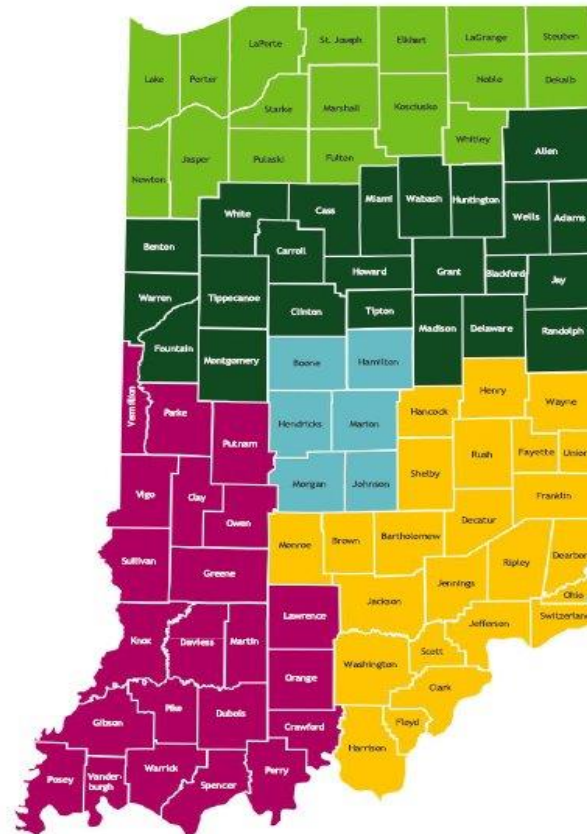 LaPorte
St. Joseph
Elkhart
LaGrange
Steuben
Lake
Porter
Noble
Dekalb
Starke
Marshall
Kosciusko
Whitley
Allen
Newton
Jasper
Pulaski
Fulton
White
Cass
Miami
Wabash
Huntington
Wells
Adams
Benton
Carroll
Howard
Grant
Blackford
Jay
Warren
Tippecanoe
Clinton
Tipton
Madison
Delaware
Randolph
Fountain
Montgomery
Boone
Hamilton
Vermillion
Parke
Putnam
Hendricks
Marion
Hancock
Henry
Wayne
Shelby
Rush
Fayette
Union
Vigo
Clay
Owen
Morgan
Johnson
Franklin
Decatur
Sullivan
Greene
Monroe
Brown
Bartholomew
Ripley
Dearborn
Jennings
Ohio
Switzerland
Jefferson
Jackson
Lawrence
Knox
Daviess
Martin
Orange
Washington
Scott
Clark
Gibson
Pike
Dubois
Crawford
Floyd
Harrison
Posey
Vander-
burgh
Warrick
Spencer
Perry